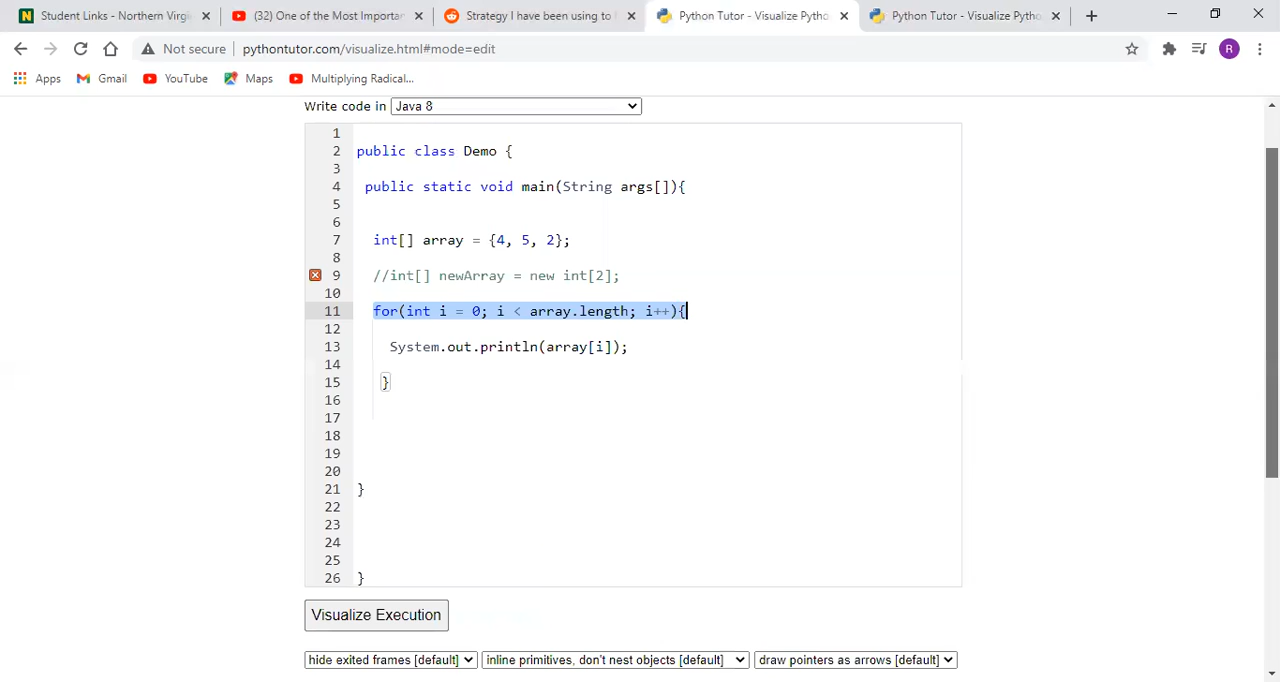 Student Links - Northern Virgi
(32) One of the Most Importan
Strategy I have been using to
Python Tutor - Visualize Pytho
Python Tutor - Visualize Pytho
Not secure | pythontutor.com/visualize.html#mode=edit
R
Apps Gmail YouTube Maps Multiplying Radical...
Write code in Java 8
1
2 public class Demo {
3
4 public static void main(String args[]){
5
6
7 int[] array = {4, 5, 2};
8
9 //int[] newArray = new int[2];
10
11 for(int i = 0; i < array.length; i++){
12
13 System.out.println(array[i]);
14
15 }
16
17
18
19
20
21 }
22
23
24
25
26 }
Visualize Execution
hide exited frames [default] inline primitives, don't nest objects [default] draw pointers as arrows [default]